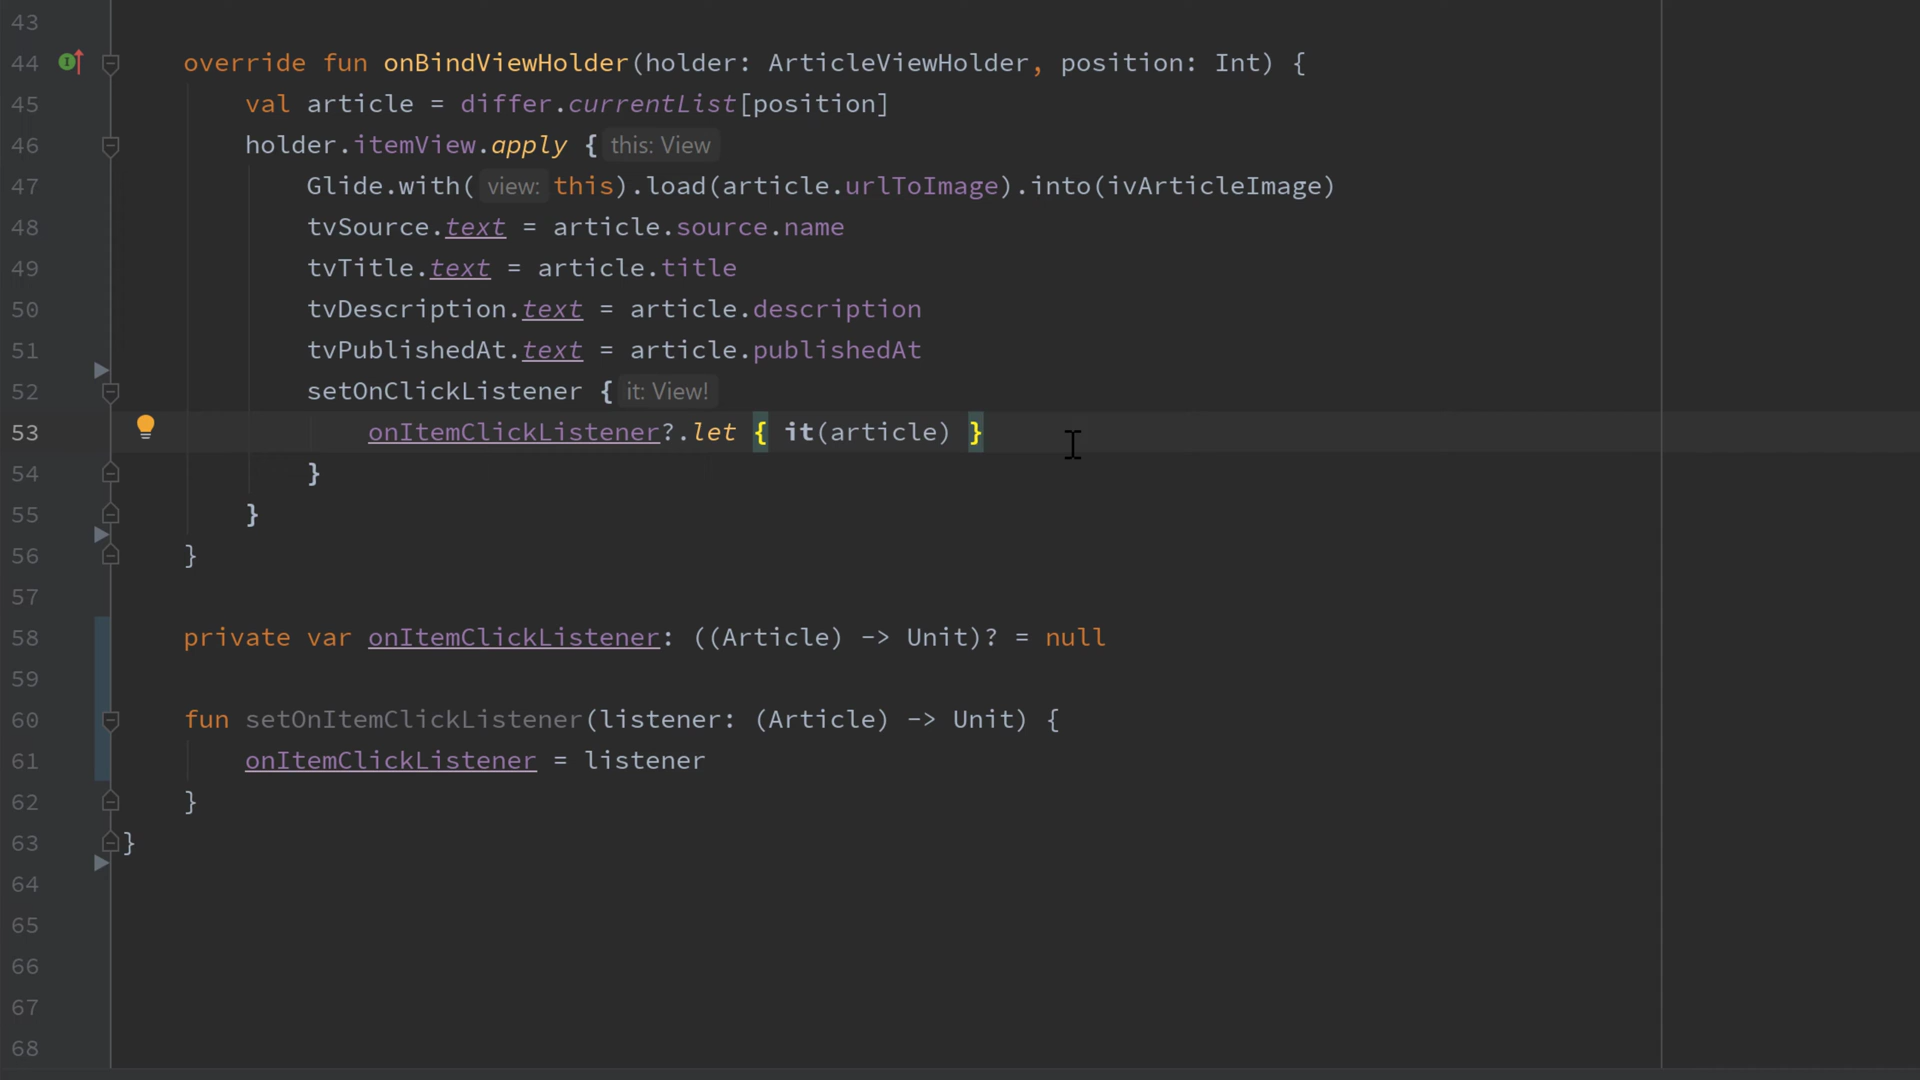 43
44 override fun onBindViewHolder(holder: ArticleViewHolder, position: Int) {
45 val article = differ.currentList[position]
46 holder.itemView.apply { this: View
47 Glide.with( view: this).load(article.urlToImage).into(ivArticleImage)
48 tvSource.text = article.source.name
49 tvTitle.text = article.title
50 tvDescription.text = article.description
51 tvPublishedAt.text = article.publishedAt
52 setOnClickListener { it: View!
53 onItemClickListener?.let { it(article) }
54 }
55 }
56 }
57
58 private var onItemClickListener: ((Article) -> Unit)? = null
59
60 fun setOnItemClickListener(listener: (Article) -> Unit) {
61 onItemClickListener = listener
62 }
63 }
64
65
66
67
68